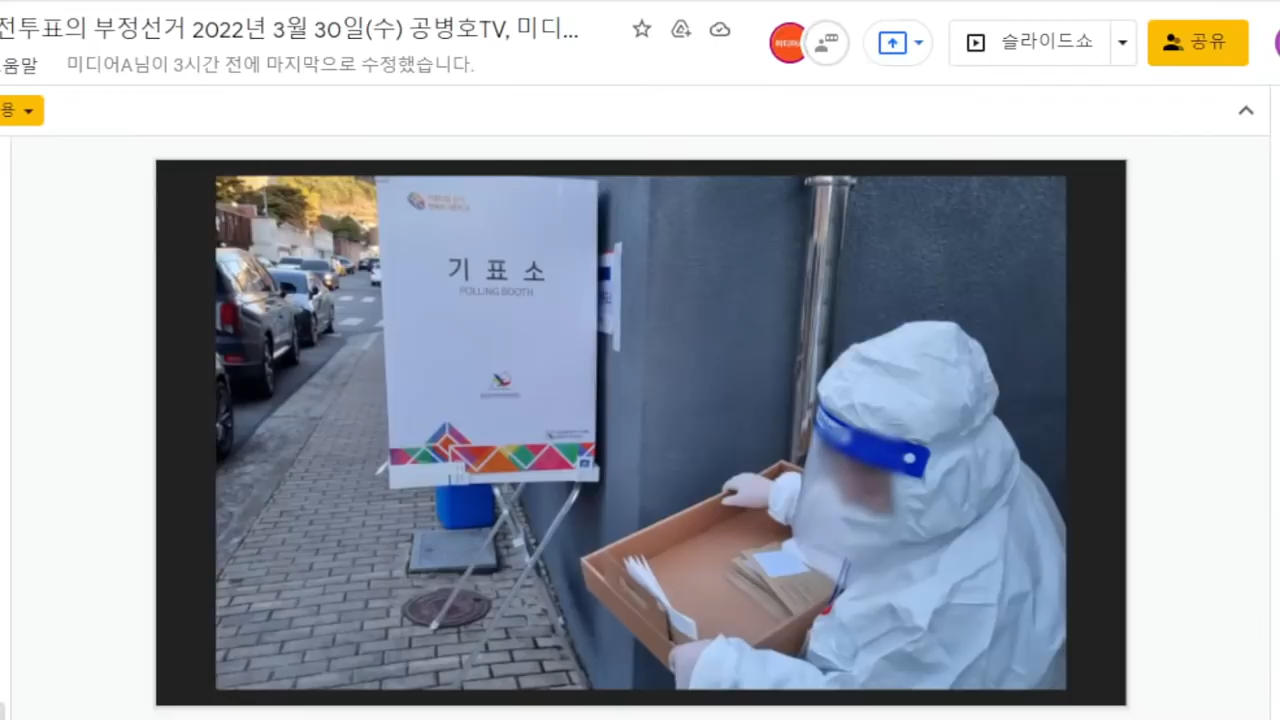 전투표의 부정선거 2022년 3월 30일(수) 공병호TV, 미디...
움말 미디어A님이 3시간 전에 마지막으로 수정했습니다.
슬라이드쇼
공유
용
기 표 소
POLLING BOOTH